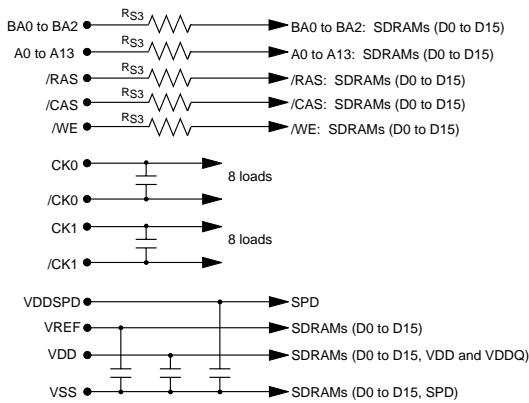 BA0 to BA2 RS3 BA0 to BA2: SDRAMs (D0 to D15)
A0 to A13 RS3 A0 to A13: SDRAMs (D0 to D15)
/RAS RS3 /RAS: SDRAMs (D0 to D15)
/CAS RS3 /CAS: SDRAMs (D0 to D15)
/WE RS3 /WE: SDRAMs (D0 to D15)
CK0
8 loads
/CK0
CK1
8 loads
/CK1
VDDSPD SPD
VREF SDRAMs (D0 to D15)
VDD SDRAMs (D0 to D15, VDD and VDDQ)
VSS SDRAMs (D0 to D15, SPD)